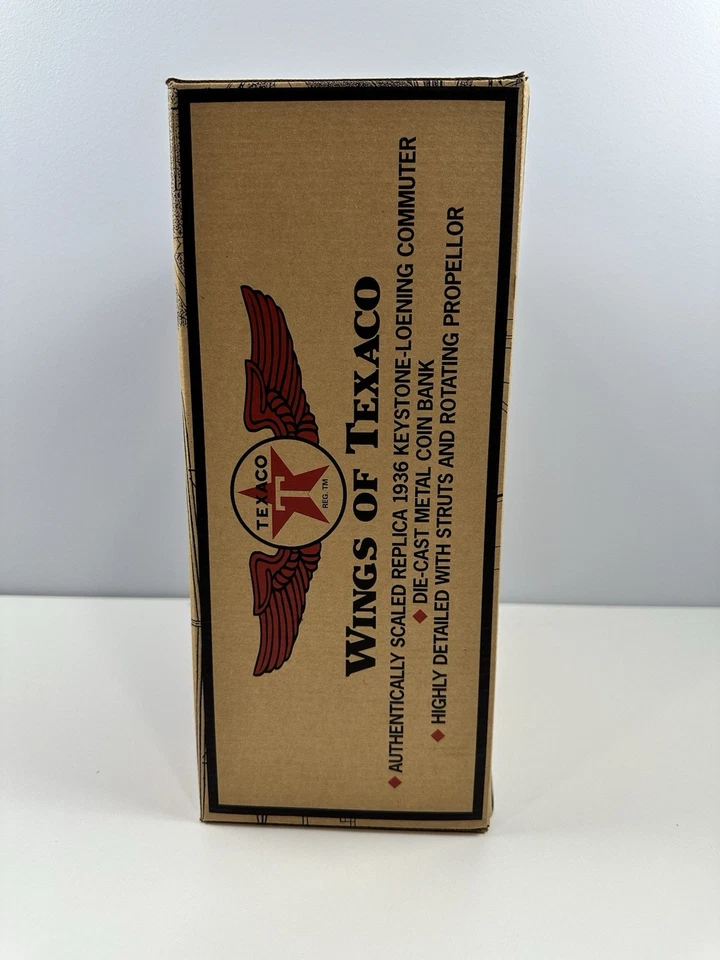 TEXACO
T
REG. TM
WINGS OF TEXACO
◆ AUTHENTICALLY SCALED REPLICA 1936 KEYSTONE-LOENING COMMUTER
◆ DIE-CAST METAL COIN BANK
◆ HIGHLY DETAILED WITH STRUTS AND ROTATING PROPELLOR